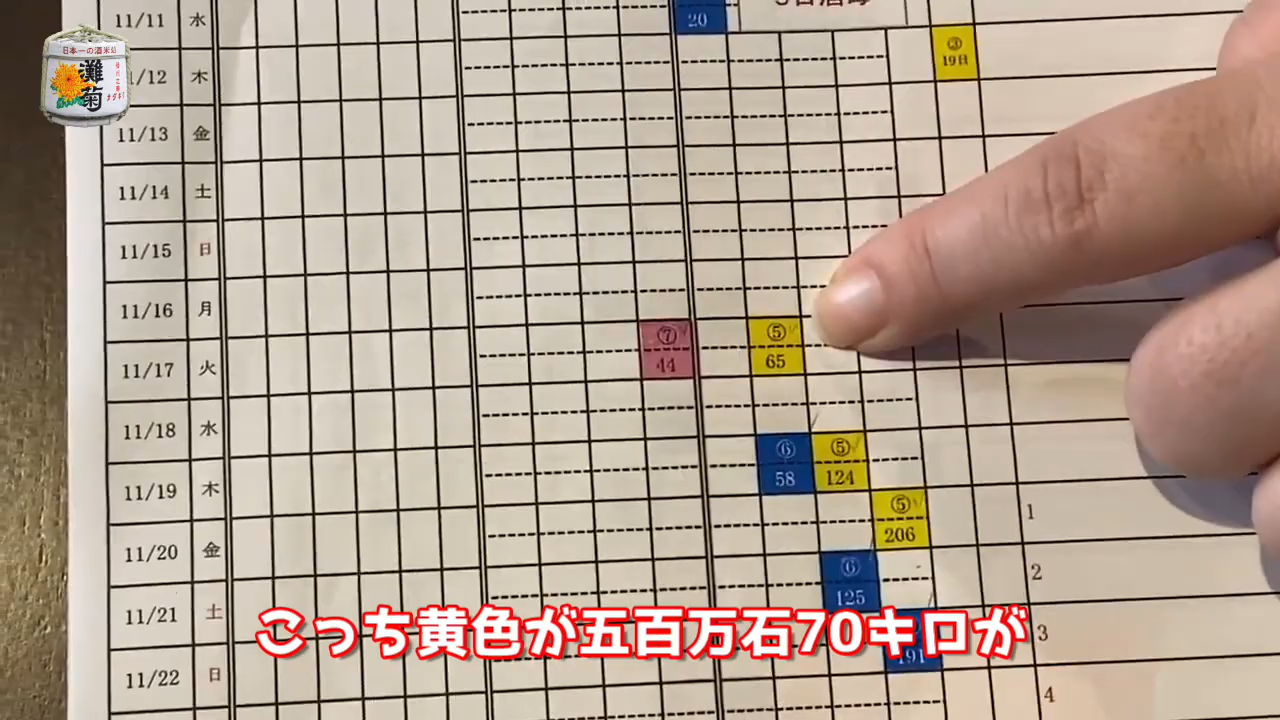 11/11 水 20
日本一の酒米処
灘菊
/12 木 ③ 19日
11/13 金
11/14 土
11/15 日
11/16 月
11/17 火 ⑦ 44 ⑤ 65
11/18 水
11/19 木 ⑥ 58 ⑤ 124
11/20 金 ⑤ 206 1
11/21 土 ⑥ 125 2
11/22 日 191 3
4
こっち黄色が五百万石70キロが